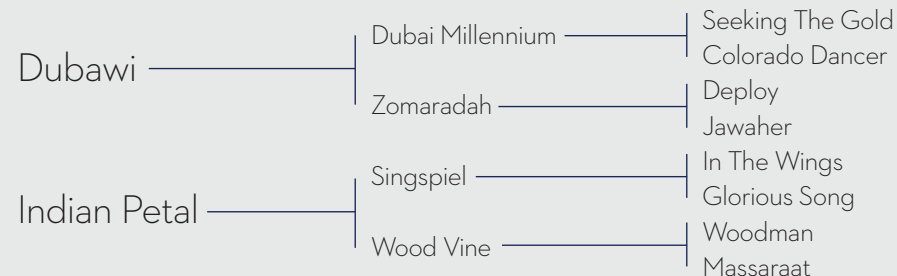 Dubawi
Dubai Millennium
Seeking The Gold
Colorado Dancer
Zomaradah
Deploy
Jawaher
Indian Petal
Singspiel
In The Wings
Glorious Song
Wood Vine
Woodman
Massaraat